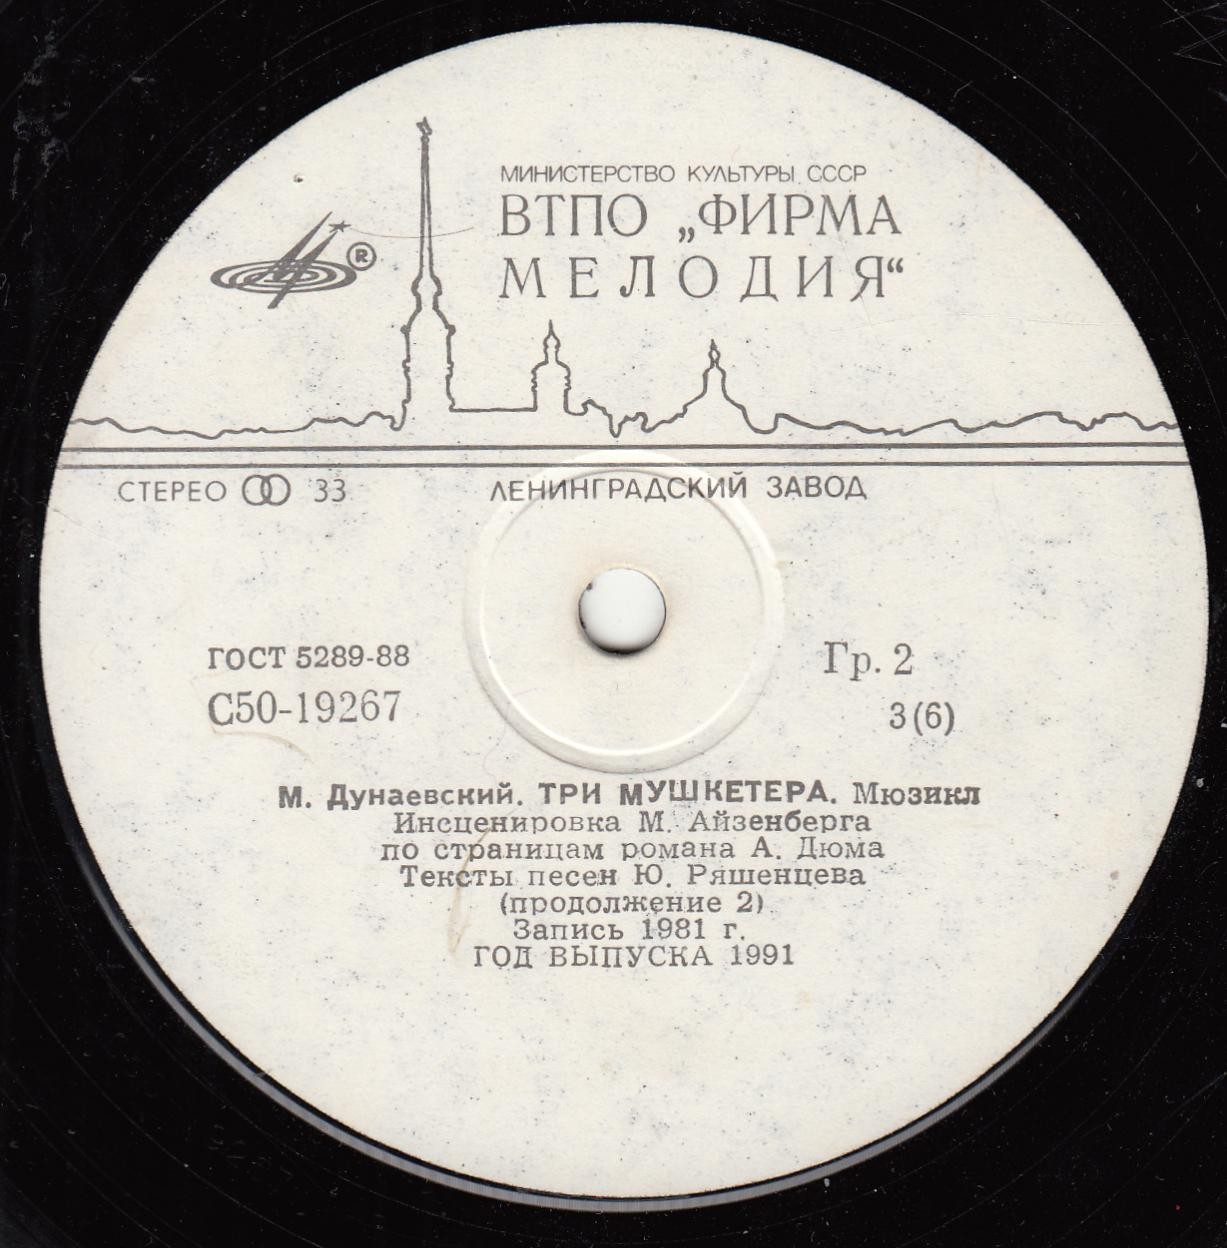 МИНИСТЕРСТВО КУЛЬТУРЫ СССР
ВТПО „ФИРМА
МЕЛОДИЯ“
®
СТЕРЕО 33
ЛЕНИНГРАДСКИЙ ЗАВОД
ГОСТ 5289-88
Гр. 2
С50-19267
3(6)
М. Дунаевский. ТРИ МУШКЕТЕРА. Мюзикл
Инсценировка М. Айзенберга
по страницам романа А. Дюма
Тексты песен Ю. Ряшенцева
(продолжение 2)
Запись 1981 г.
ГОД ВЫПУСКА 1991